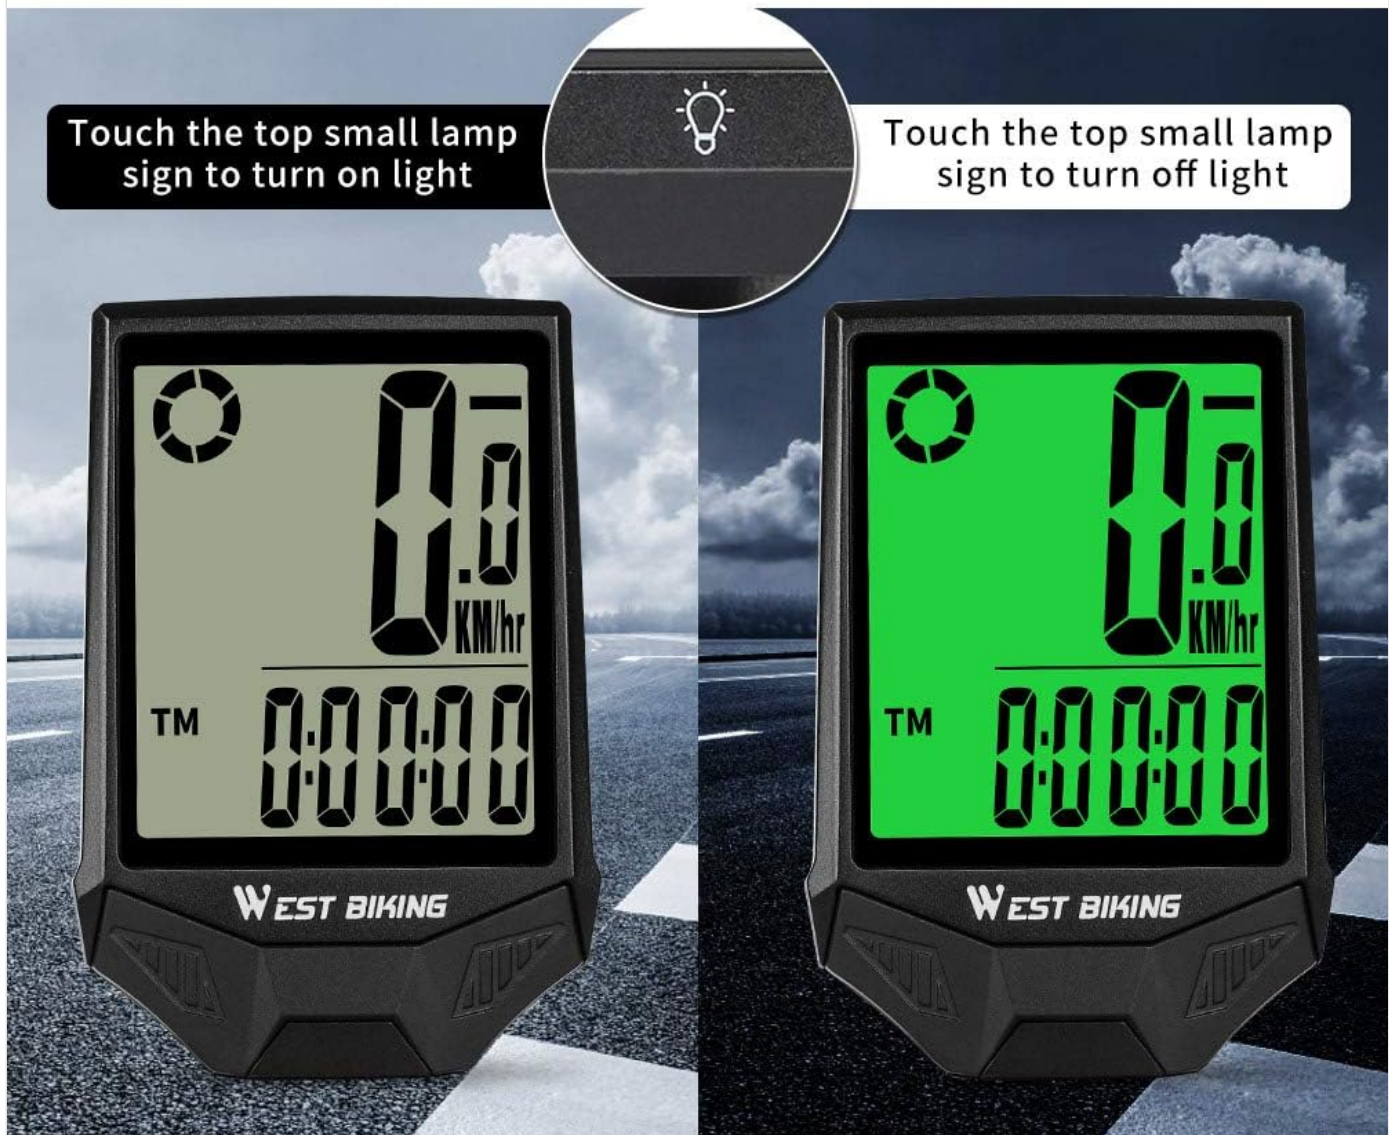 Touch the top small lamp
sign to turn on light
Touch the top small lamp
sign to turn off light
0.0
KM/hr
TM
0:00:00
WEST BIKING
0.0
KM/hr
TM
0:00:00
WEST BIKING